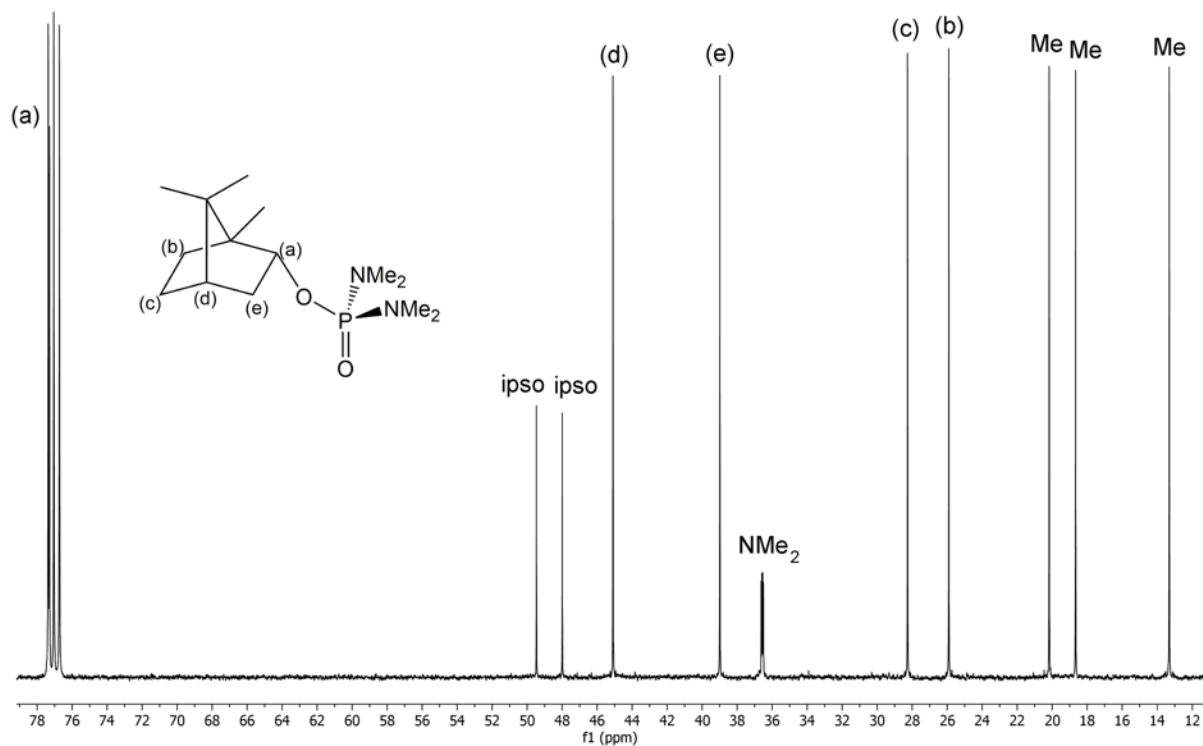 (a)
(d)
(e)
(c)
(b)
Me
Me
Me
(b)
(a)
(c)
(d)
(e)
O
NMe2
NMe2
P
O
ipso
ipso
NMe2
78 76 74 72 70 68 66 64 62 60 58 56 54 52 50 48 46 44 42 40 38 36 34 32 30 28 26 24 22 20 18 16 14 12
f1 (ppm)